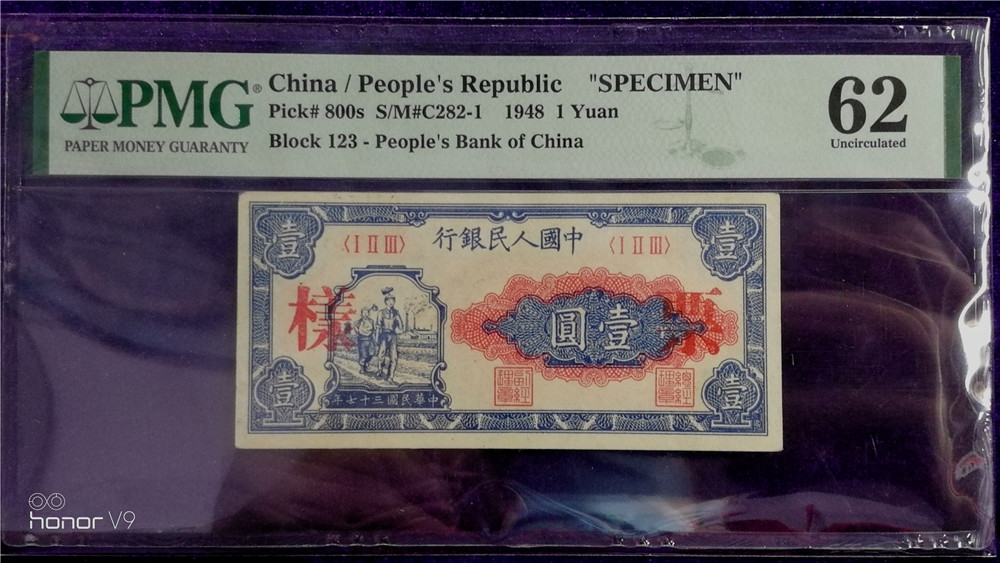 PMG®
PAPER MONEY GUARANTY
China / People's Republic "SPECIMEN"
Pick# 800s S/M#C282-1 1948 1 Yuan
Block 123 - People's Bank of China
62
Uncirculated
壹
〈I II III〉
行銀民人國中
〈I II III〉
壹
樣
圓壹
票
壹
年七十三國民華中
壹
honor V9